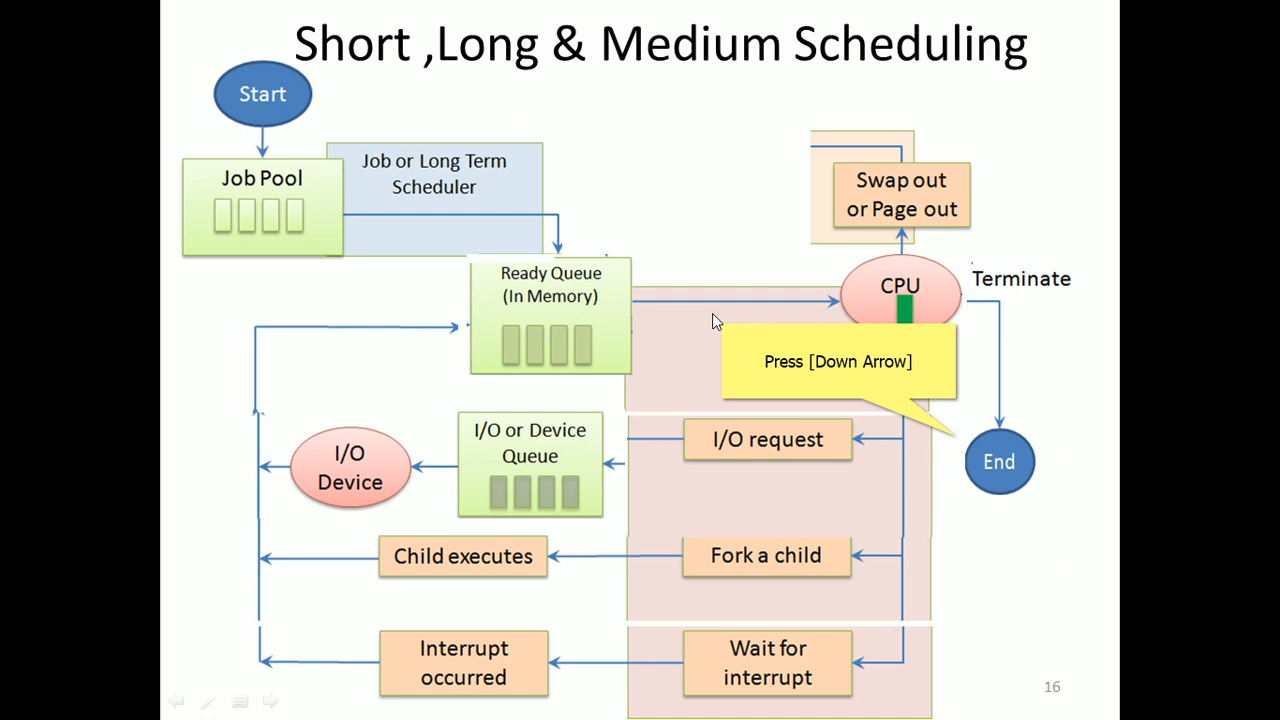 Short ,Long & Medium Scheduling
Start
Job Pool
Job or Long Term
Scheduler
Swap out
or Page out
Ready Queue
(In Memory)
CPU
Terminate
Press [Down Arrow]
I/O
Device
I/O or Device
Queue
I/O request
End
Child executes
Fork a child
Interrupt
occurred
Wait for
interrupt
16